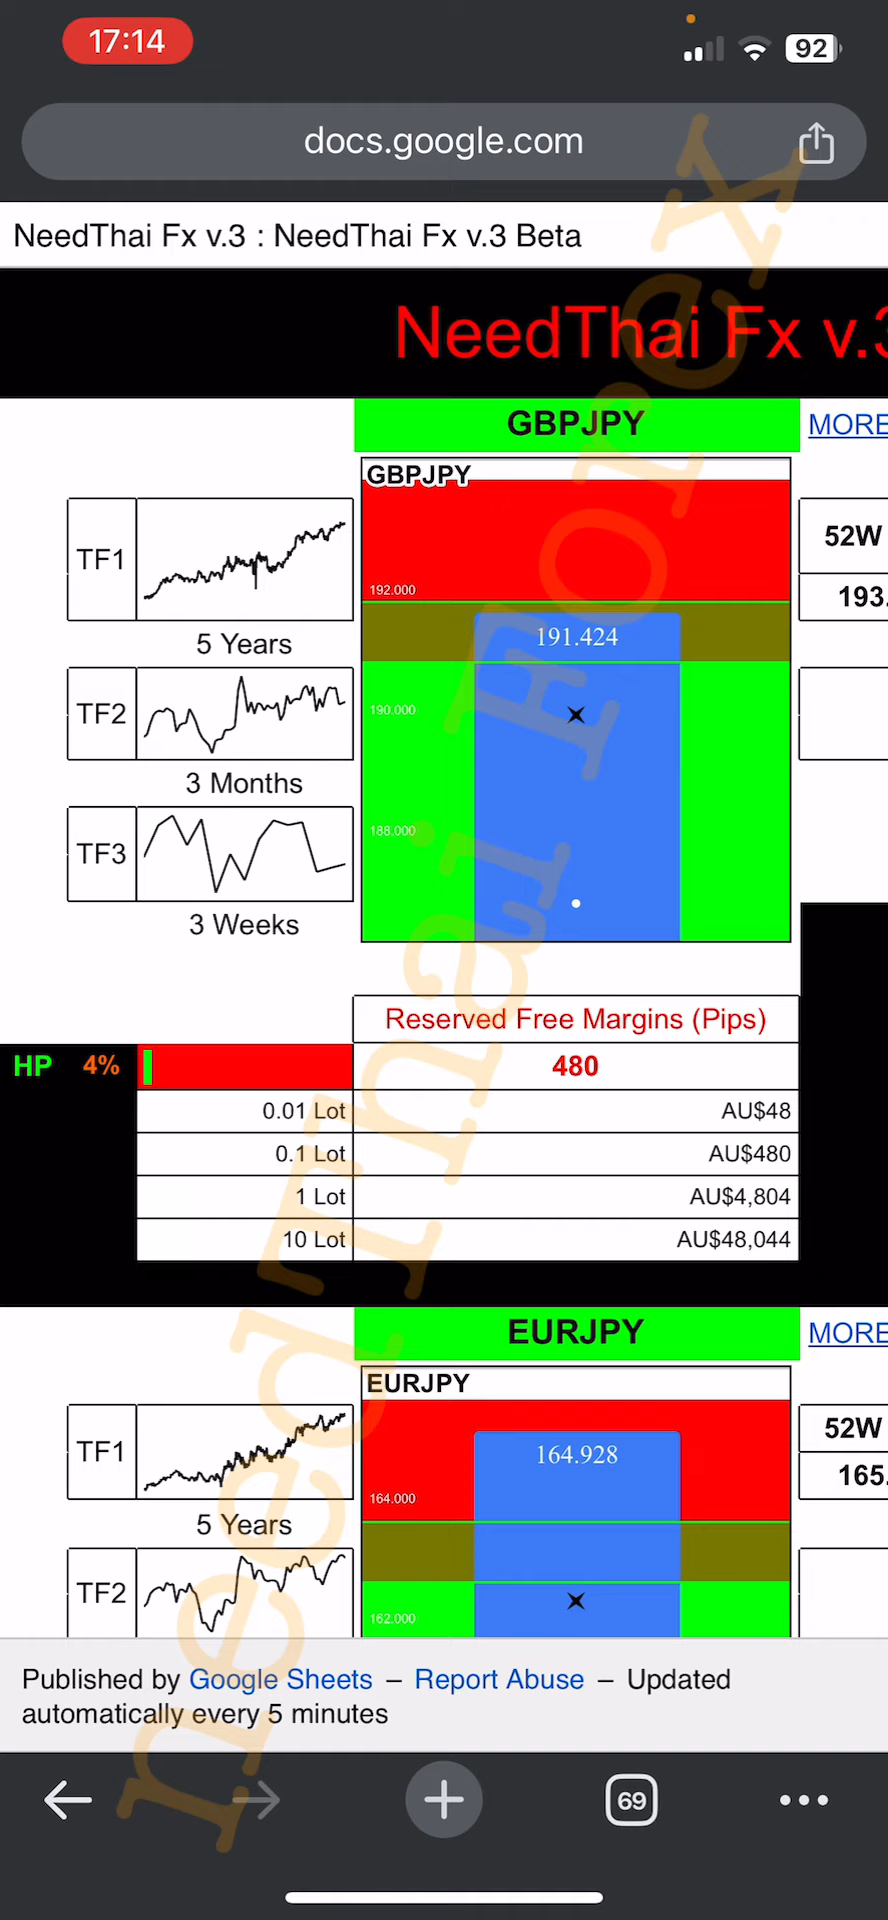 17:14
92
docs.google.com
NeedThai Fx v.3 : NeedThai Fx v.3 Beta
NeedThai Fx v.3
GBPJPY
MORE
GBPJPY
TF1
5 Years
TF2
3 Months
TF3
3 Weeks
192.000
191.424
190.000
188.000
52W
193.
Reserved Free Margins (Pips)
HP 4% 480
0.01 Lot AU$48
0.1 Lot AU$480
1 Lot AU$4,804
10 Lot AU$48,044
EURJPY
MORE
EURJPY
TF1
5 Years
TF2
164.928
164.000
162.000
52W
165.
Published by Google Sheets – Report Abuse – Updated
automatically every 5 minutes
69
needThai Forex